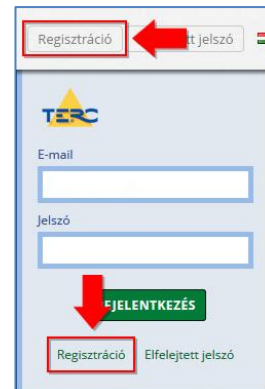 Regisztráció tt jelszó
TERC
E-mail
Jelszó
EJELENTKEZÉS
Regisztráció Elfelejtett jelszó